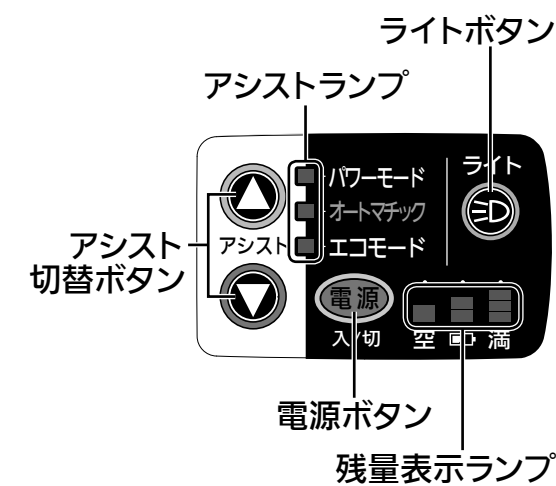 ライトボタン
アシストランプ
ライト
パワーモード
オートマチック
エコモード
アシスト
アシスト
切替ボタン
電源
入/切
空 満
電源ボタン
残量表示ランプ